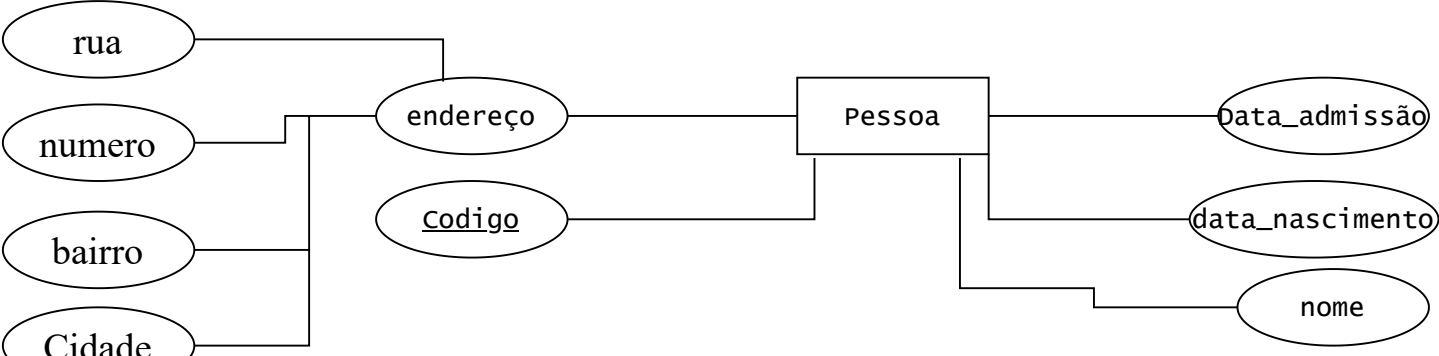 rua
endereço
Pessoa
Data_admissão
numero
Codigo
data_nascimento
bairro
nome
Cidade